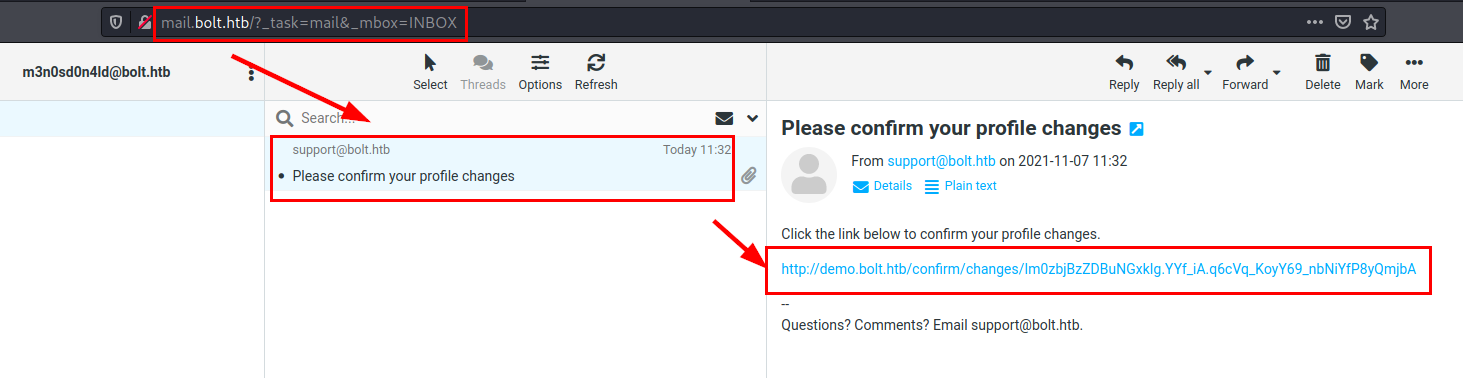 mail.bolt.htb/?_task=mail&_mbox=INBOX
m3n0sd0n4ld@bolt.htb
Select Threads Options Refresh
Reply Reply all Forward Delete Mark More
Search...
support@bolt.htb Today 11:32
Please confirm your profile changes
Please confirm your profile changes
From support@bolt.htb on 2021-11-07 11:32
Details Plain text
Click the link below to confirm your profile changes.
http://demo.bolt.htb/confirm/changes/Im0zbjBzZDBuNGxkIg.YYf_iA.q6cVq_KoyY69_nbNiYfP8yQmjbA
--
Questions? Comments? Email support@bolt.htb.